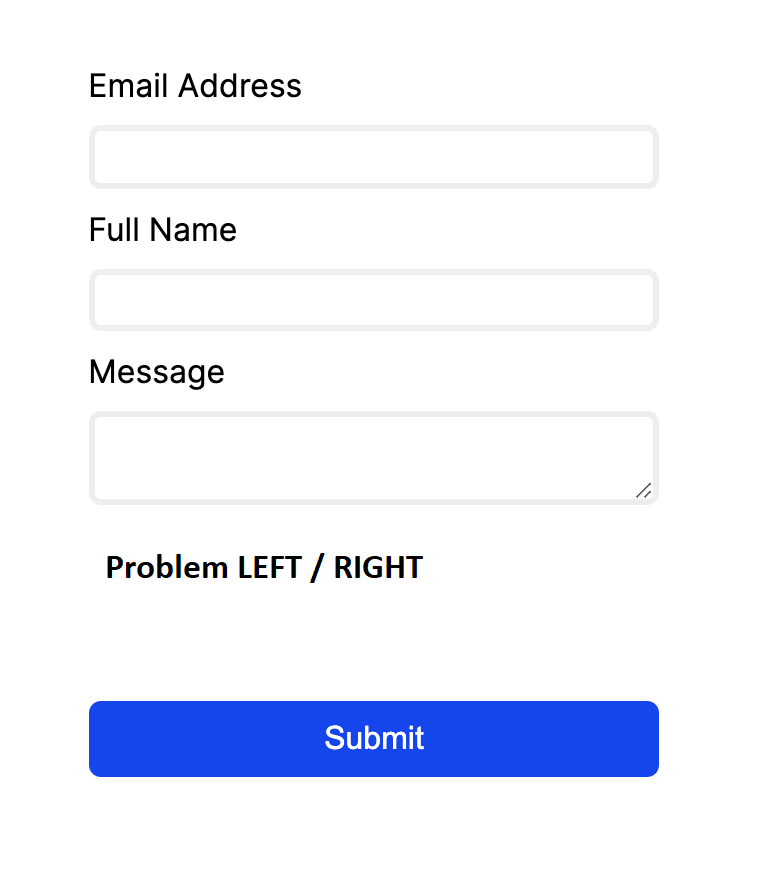 Email Address
Full Name
Message
Problem LEFT / RIGHT
Submit